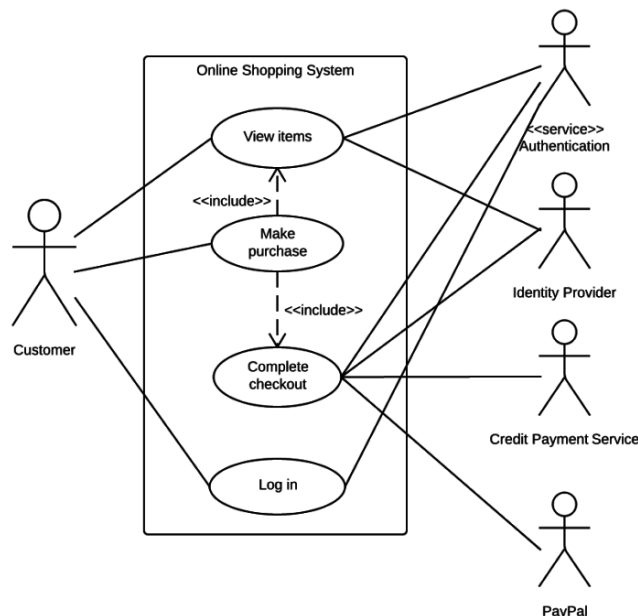 Online Shopping System
View items
<<service>>
Authentication
<<include>>
Make
purchase
Identity Provider
<<include>>
Customer
Complete
checkout
Credit Payment Service
Log in
PayPal